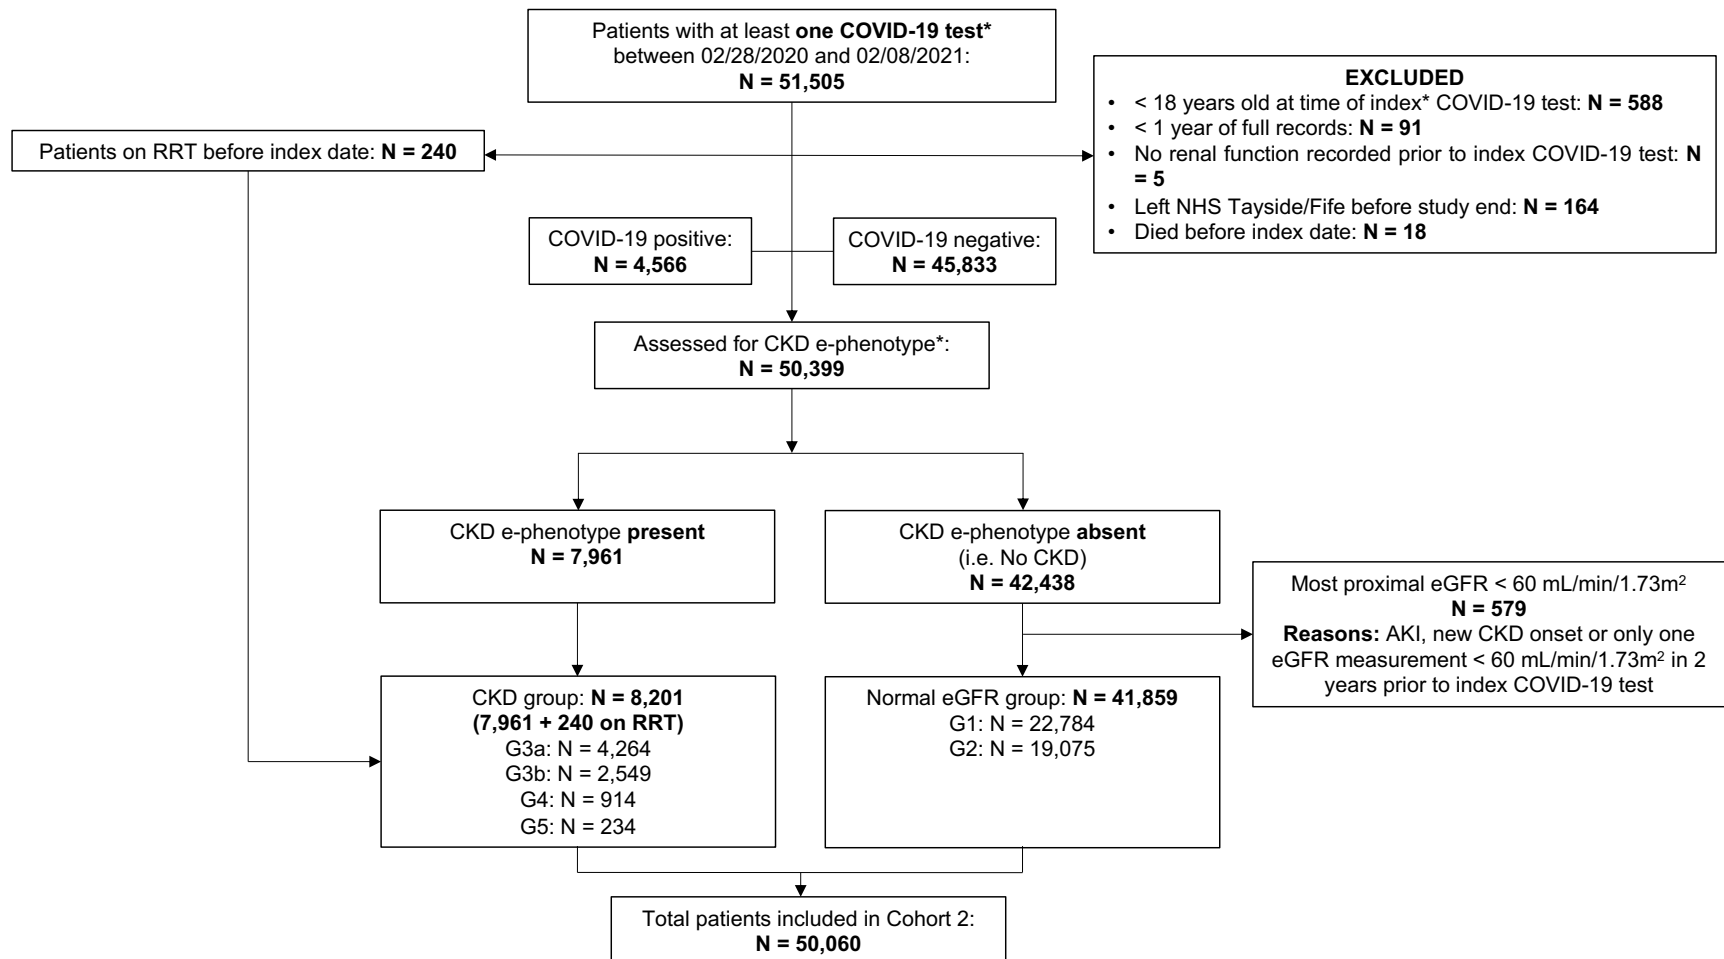 Patients with at least one COVID-19 test*
between 02/28/2020 and 02/08/2021:
N = 51,505
EXCLUDED
• < 18 years old at time of index* COVID-19 test: N = 588
• < 1 year of full records: N = 91
• No renal function recorded prior to index COVID-19 test: N
= 5
• Left NHS Tayside/Fife before study end: N = 164
• Died before index date: N = 18
Patients on RRT before index date: N = 240
COVID-19 positive:
N = 4,566
COVID-19 negative:
N = 45,833
Assessed for CKD e-phenotype*:
N = 50,399
CKD e-phenotype present
N = 7,961
CKD e-phenotype absent
(i.e. No CKD)
N = 42,438
Most proximal eGFR < 60 mL/min/1.73m²
N = 579
Reasons: AKI, new CKD onset or only one
eGFR measurement < 60 mL/min/1.73m² in 2
years prior to index COVID-19 test
CKD group: N = 8,201
(7,961 + 240 on RRT)
G3a: N = 4,264
G3b: N = 2,549
G4: N = 914
G5: N = 234
Normal eGFR group: N = 41,859
G1: N = 22,784
G2: N = 19,075
Total patients included in Cohort 2:
N = 50,060